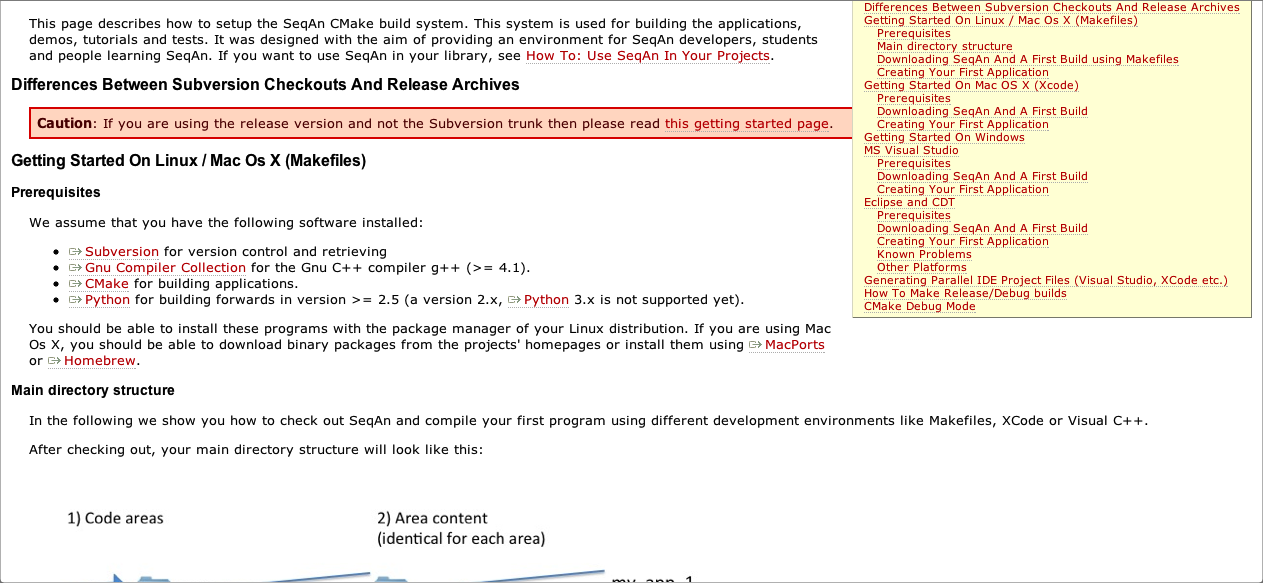 This page describes how to setup the SeqAn CMake build system. This system is used for building the applications,
demos, tutorials and tests. It was designed with the aim of providing an environment for SeqAn developers, students
and people learning SeqAn. If you want to use SeqAn in your library, see How To: Use SeqAn In Your Projects.
Differences Between Subversion Checkouts And Release Archives
Caution: If you are using the release version and not the Subversion trunk then please read this getting started page.
Getting Started On Linux / Mac Os X (Makefiles)
Prerequisites
We assume that you have the following software installed:
Subversion for version control and retrieving
Gnu Compiler Collection for the Gnu C++ compiler g++ (>= 4.1).
CMake for building applications.
Python for building forwards in version >= 2.5 (a version 2.x, Python 3.x is not supported yet).
You should be able to install these programs with the package manager of your Linux distribution. If you are using Mac
Os X, you should be able to download binary packages from the projects' homepages or install them using MacPorts
or Homebrew.
Main directory structure
In the following we show you how to check out SeqAn and compile your first program using different development environments like Makefiles, XCode or Visual C++.
After checking out, your main directory structure will look like this:
1) Code areas
2) Area content
(identical for each area)
my_app_1
Differences Between Subversion Checkouts And Release Archives
Getting Started On Linux / Mac Os X (Makefiles)
Prerequisites
Main directory structure
Downloading SeqAn And A First Build using Makefiles
Creating Your First Application
Getting Started On Mac OS X (Xcode)
Prerequisites
Downloading SeqAn And A First Build
Creating Your First Application
Getting Started On Windows
MS Visual Studio
Prerequisites
Downloading SeqAn And A First Build
Creating Your First Application
Eclipse and CDT
Prerequisites
Downloading SeqAn And A First Build
Creating Your First Application
Known Problems
Other Platforms
Generating Parallel IDE Project Files (Visual Studio, XCode etc.)
How To Make Release/Debug builds
CMake Debug Mode